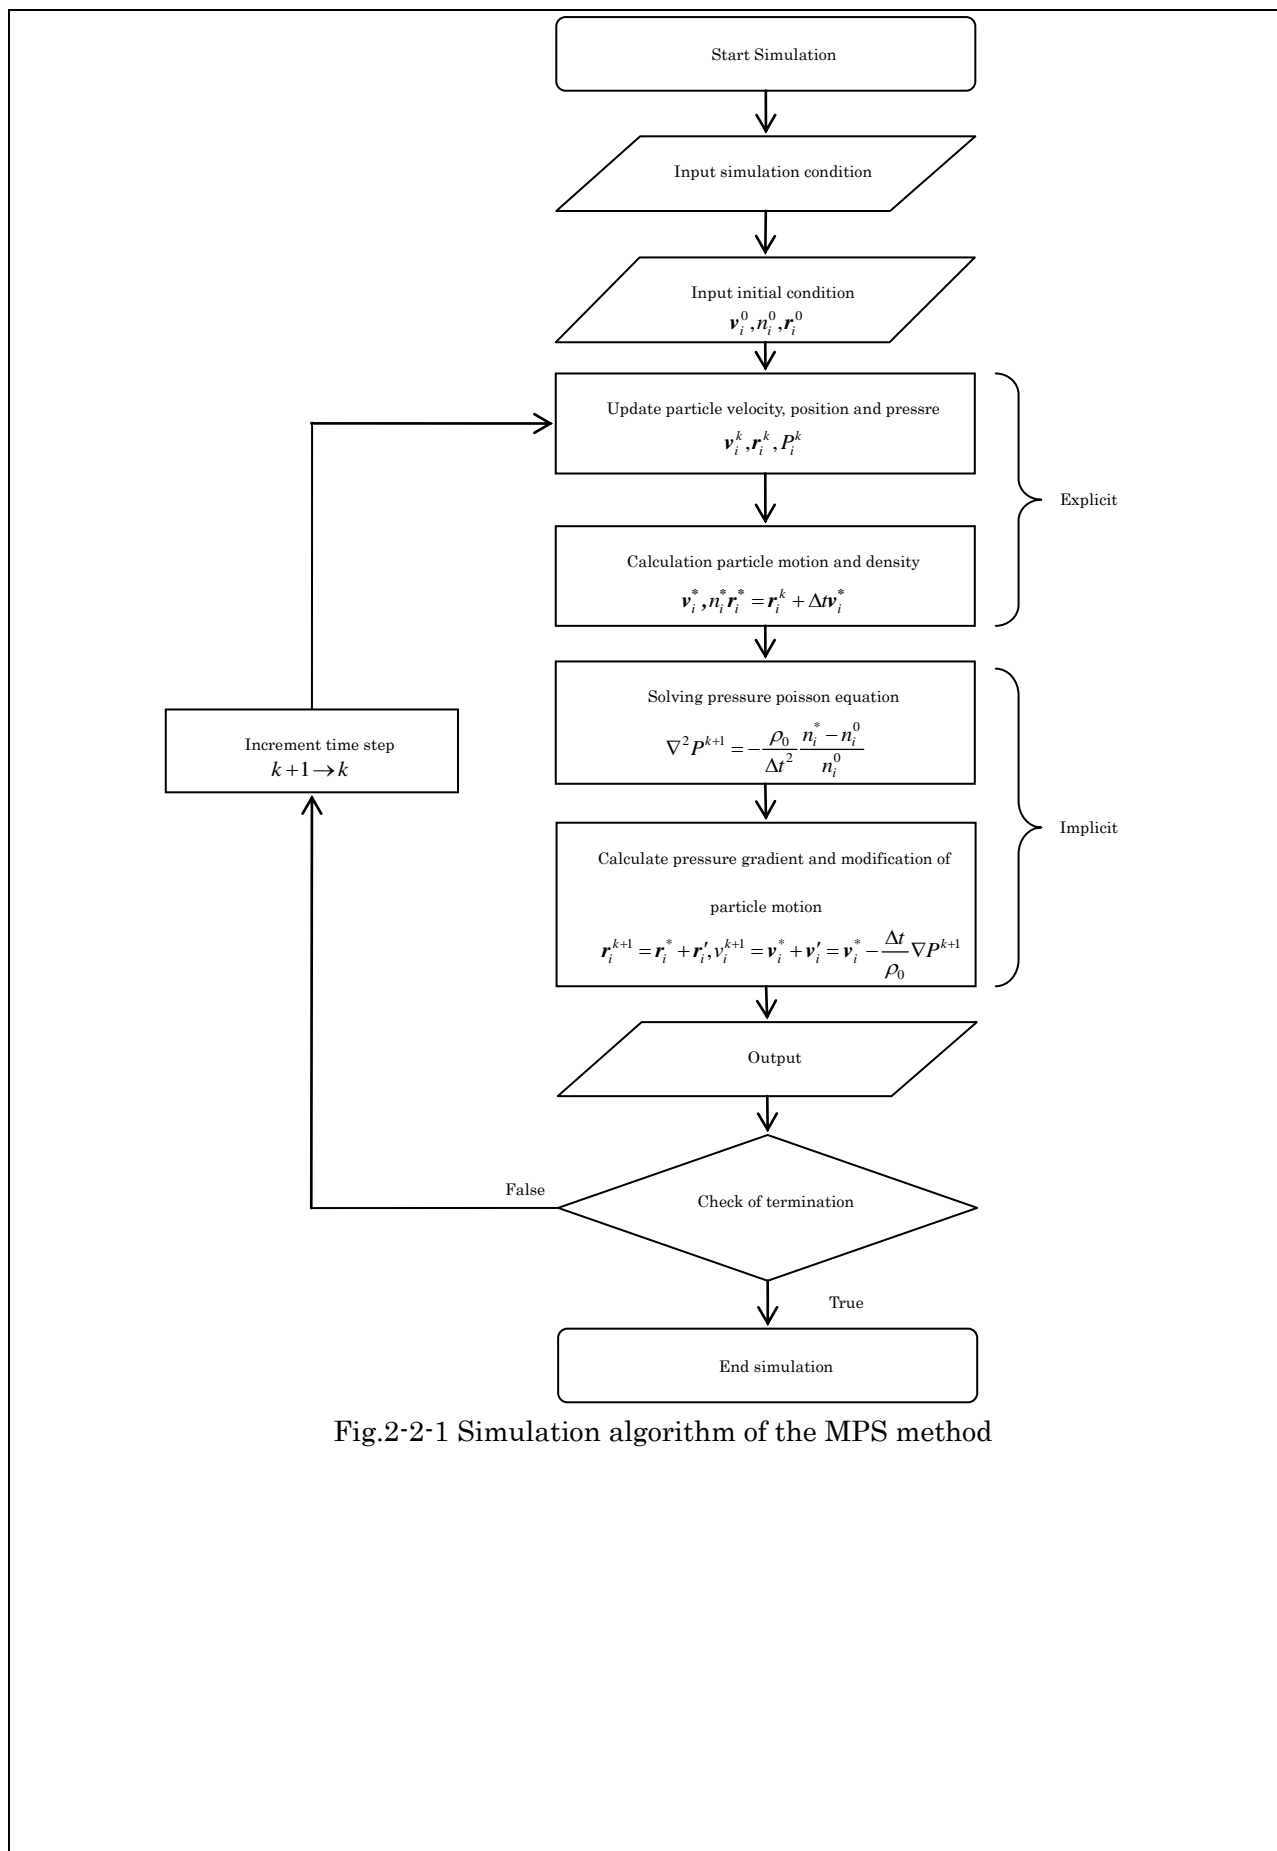 Start Simulation
Input simulation condition
Input initial condition
v_i^0, n_i^0, r_i^0
Update particle velocity, position and pressre
v_i^k, r_i^k, P_i^k
Explicit
Calculation particle motion and density
v_i^*, n_i^* r_i^* = r_i^k + Δt v_i^*
Solving pressure poisson equation
∇^2 P^{k+1} = -\frac{ρ_0}{Δt^2} \frac{n_i^* - n_i^0}{n_i^0}
Increment time step
k+1→k
Implicit
Calculate pressure gradient and modification of
particle motion
r_i^{k+1} = r_i^* + r_i', v_i^{k+1} = v_i^* + v_i' = v_i^* - \frac{Δt}{ρ_0} ∇P^{k+1}
Output
False
Check of termination
True
End simulation
Fig.2-2-1 Simulation algorithm of the MPS method